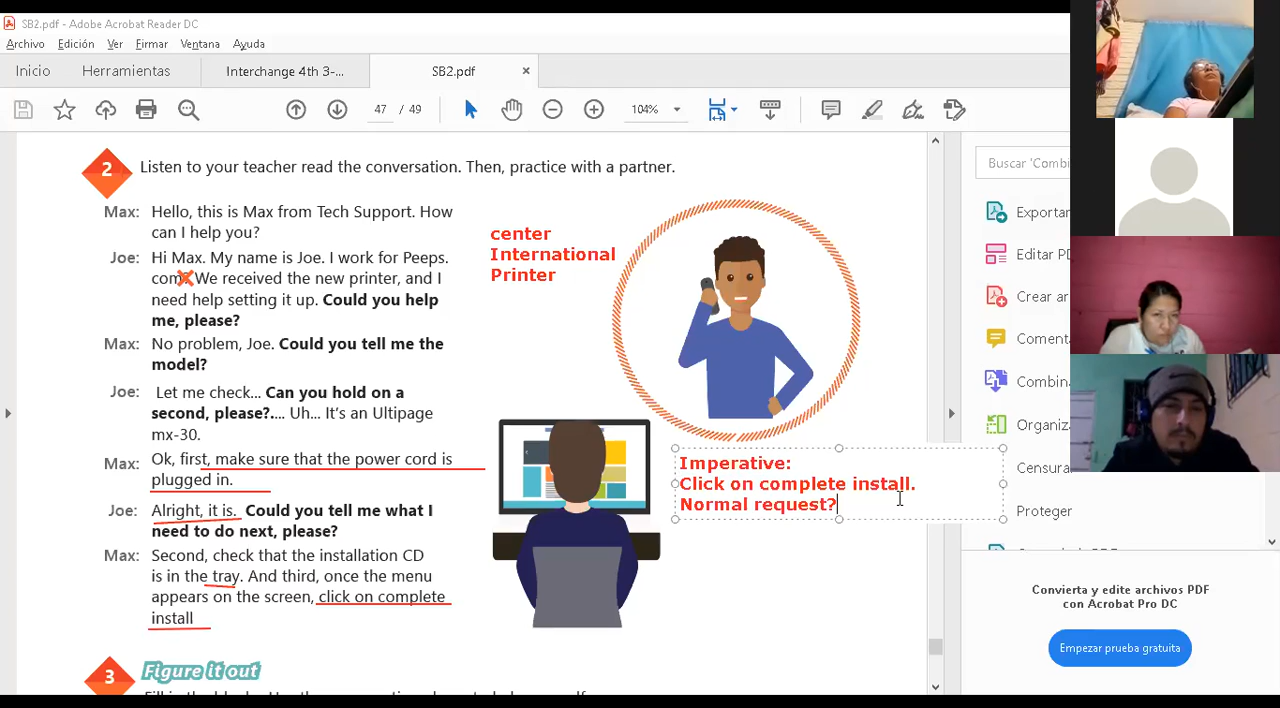 SB2.pdf - Adobe Acrobat Reader DC
Archivo Edición Ver Firmar Ventana Ayuda
Inicio Herramientas Interchange 4th 3-... SB2.pdf ×
47 / 49 104%
2 Listen to your teacher read the conversation. Then, practice with a partner.
Max: Hello, this is Max from Tech Support. How
can I help you?
Joe: Hi Max. My name is Joe. I work for Peeps.
com. We received the new printer, and I
need help setting it up. Could you help
me, please?
Max: No problem, Joe. Could you tell me the
model?
Joe: Let me check... Can you hold on a
second, please?.... Uh... It's an Ultipage
mx-30.
Max: Ok, first, make sure that the power cord is
plugged in.
Joe: Alright, it is. Could you tell me what I
need to do next, please?
Max: Second, check that the installation CD
is in the tray. And third, once the menu
appears on the screen, click on complete
install
center
International
Printer
Imperative:
Click on complete install.
Normal request?
3 Figure it out
Buscar 'Comb
Exportar
Editar PD
Crear ar
Coment
Combin
Organiz
Censura
Proteger
Convierta y edite archivos PDF
con Acrobat Pro DC
Empezar prueba gratuita